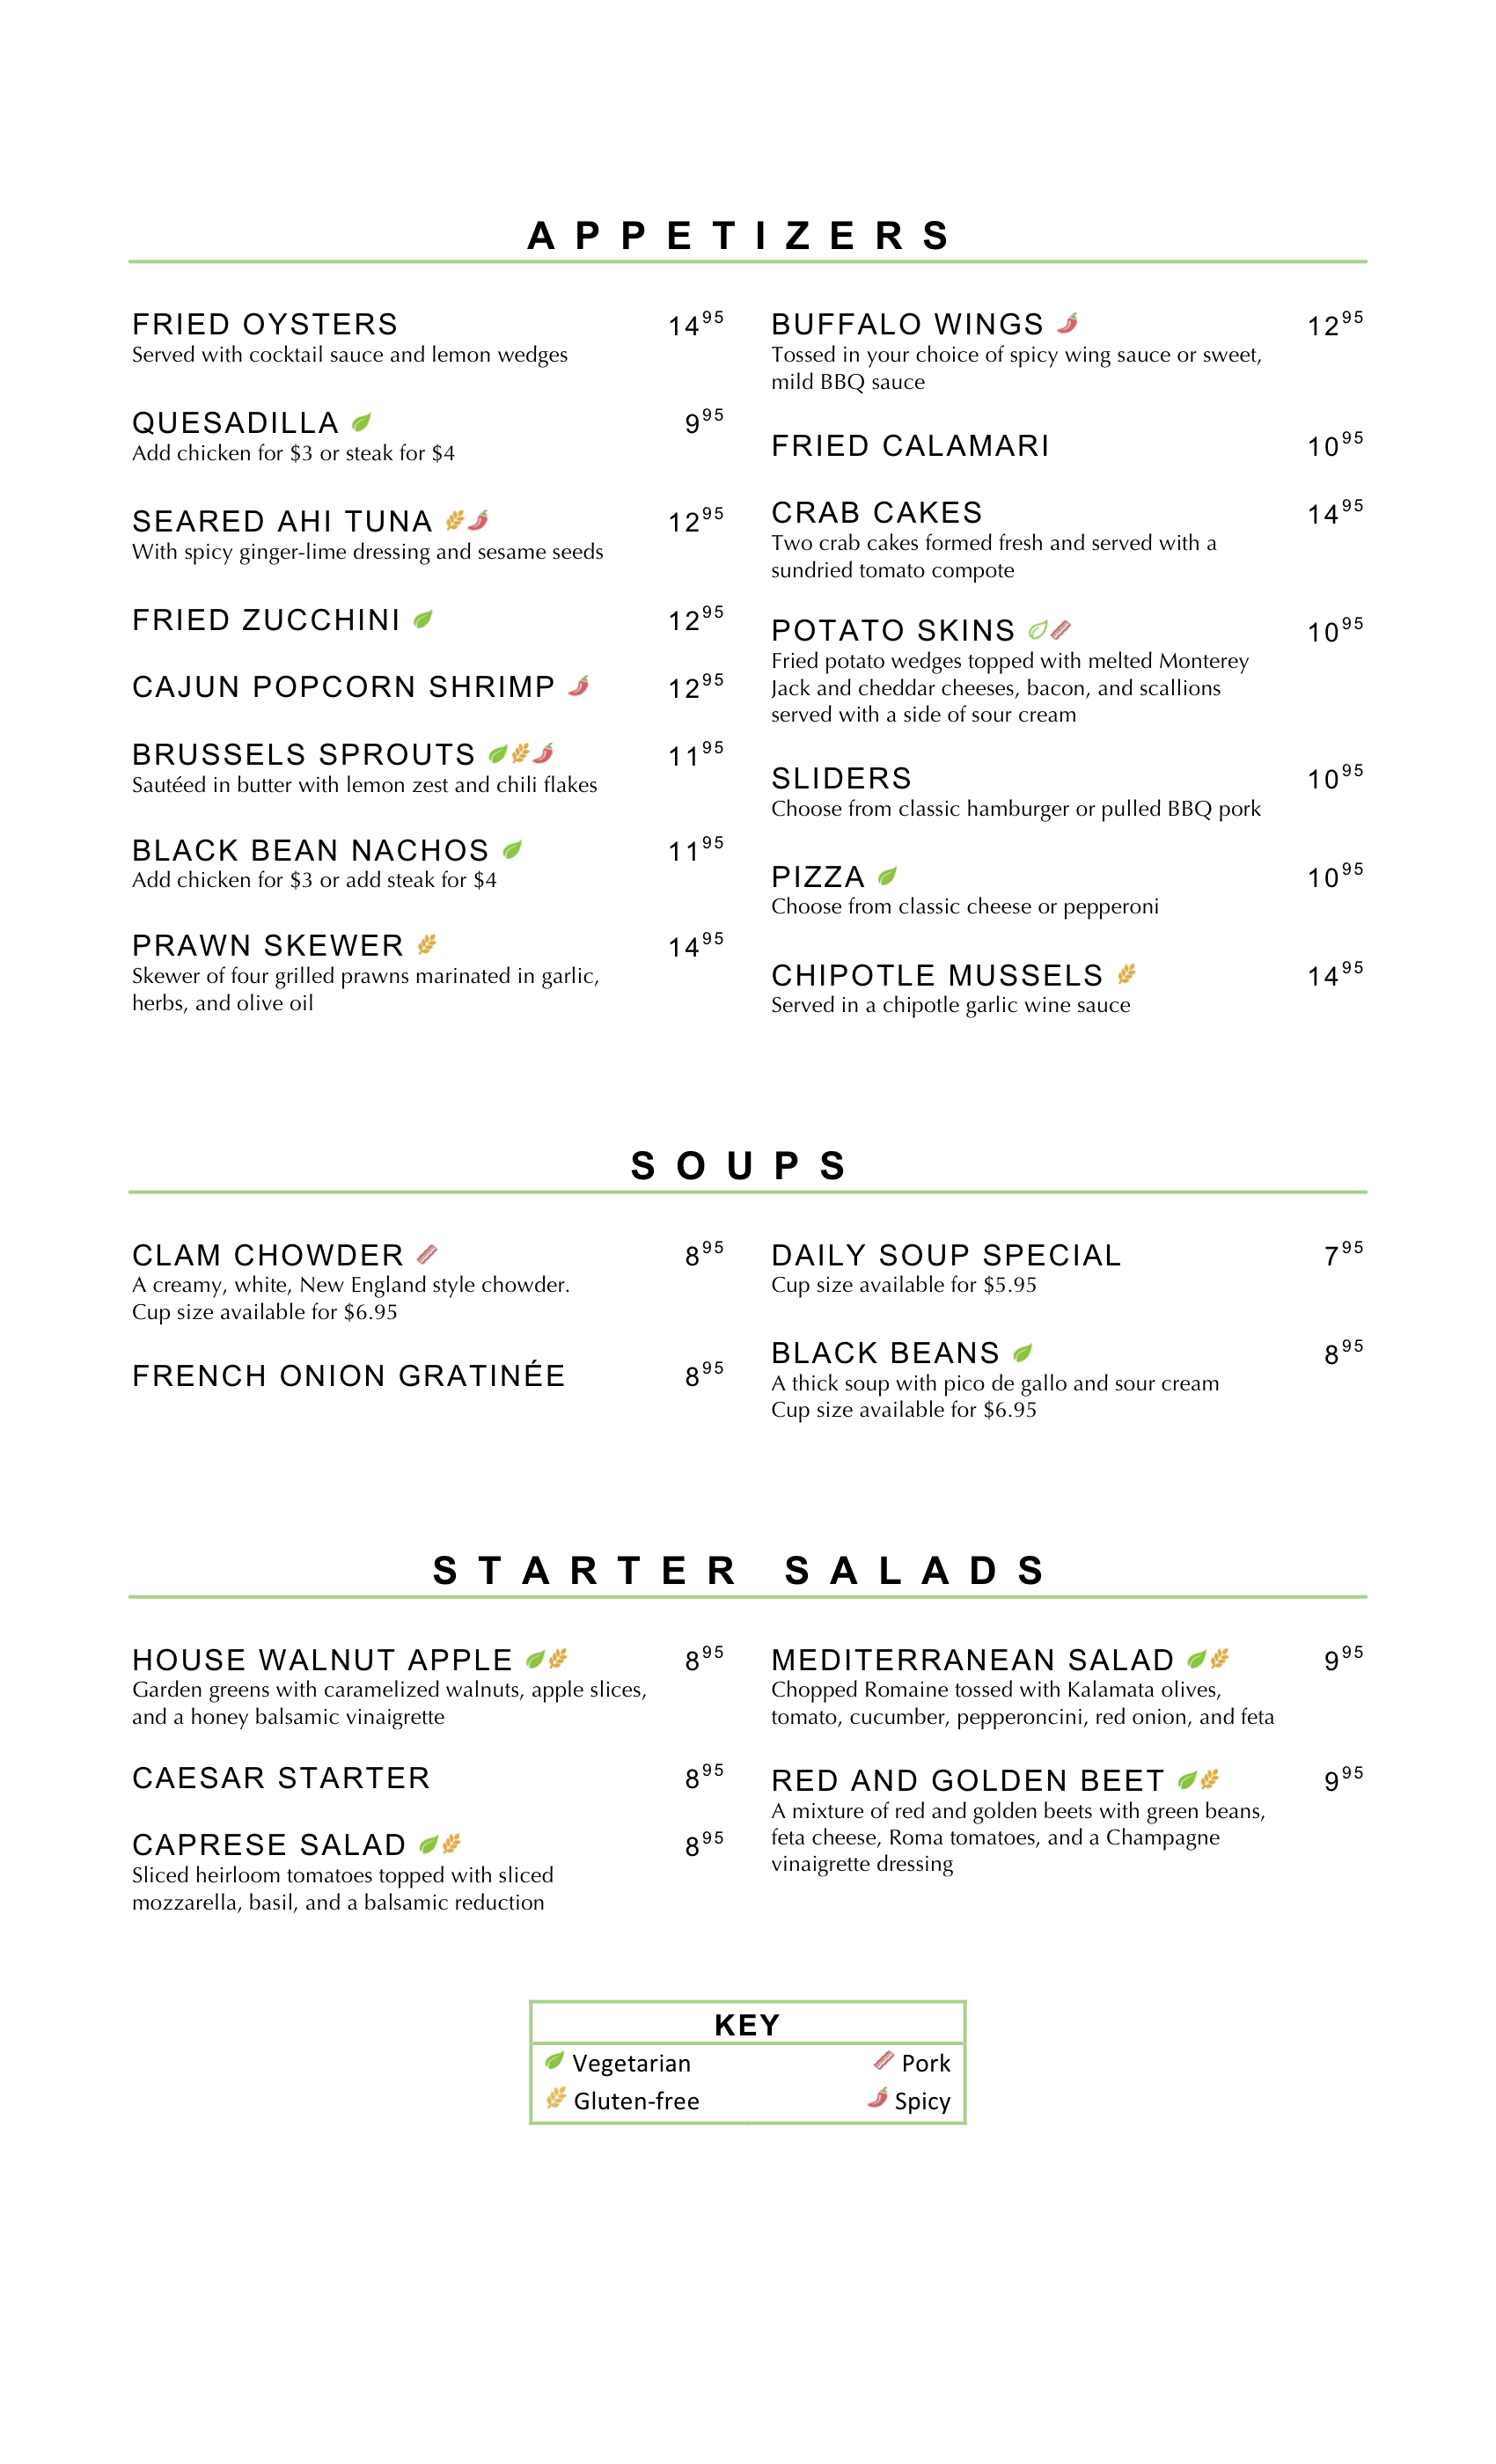 APPETIZERS
FRIED OYSTERS 14 95
Served with cocktail sauce and lemon wedges
QUESADILLA 9 95
Add chicken for $3 or steak for $4
SEARED AHI TUNA 12 95
With spicy ginger-lime dressing and sesame seeds
FRIED ZUCCHINI 12 95
CAJUN POPCORN SHRIMP 12 95
BRUSSELS SPROUTS 11 95
Sautéed in butter with lemon zest and chili flakes
BLACK BEAN NACHOS 11 95
Add chicken for $3 or add steak for $4
PRAWN SKEWER 14 95
Skewer of four grilled prawns marinated in garlic,
herbs, and olive oil
BUFFALO WINGS 12 95
Tossed in your choice of spicy wing sauce or sweet,
mild BBQ sauce
FRIED CALAMARI 10 95
CRAB CAKES 14 95
Two crab cakes formed fresh and served with a
sundried tomato compote
POTATO SKINS 10 95
Fried potato wedges topped with melted Monterey
Jack and cheddar cheeses, bacon, and scallions
served with a side of sour cream
SLIDERS 10 95
Choose from classic hamburger or pulled BBQ pork
PIZZA 10 95
Choose from classic cheese or pepperoni
CHIPOTLE MUSSELS 14 95
Served in a chipotle garlic wine sauce
SOUPS
CLAM CHOWDER 8 95
A creamy, white, New England style chowder.
Cup size available for $6.95
FRENCH ONION GRATINÉE 8 95
DAILY SOUP SPECIAL 7 95
Cup size available for $5.95
BLACK BEANS 8 95
A thick soup with pico de gallo and sour cream
Cup size available for $6.95
STARTER SALADS
HOUSE WALNUT APPLE 8 95
Garden greens with caramelized walnuts, apple slices,
and a honey balsamic vinaigrette
CAESAR STARTER 8 95
CAPRESE SALAD 8 95
Sliced heirloom tomatoes topped with sliced
mozzarella, basil, and a balsamic reduction
MEDITERRANEAN SALAD 9 95
Chopped Romaine tossed with Kalamata olives,
tomato, cucumber, pepperoncini, red onion, and feta
RED AND GOLDEN BEET 9 95
A mixture of red and golden beets with green beans,
feta cheese, Roma tomatoes, and a Champagne
vinaigrette dressing
KEY
Vegetarian Pork
Gluten-free Spicy